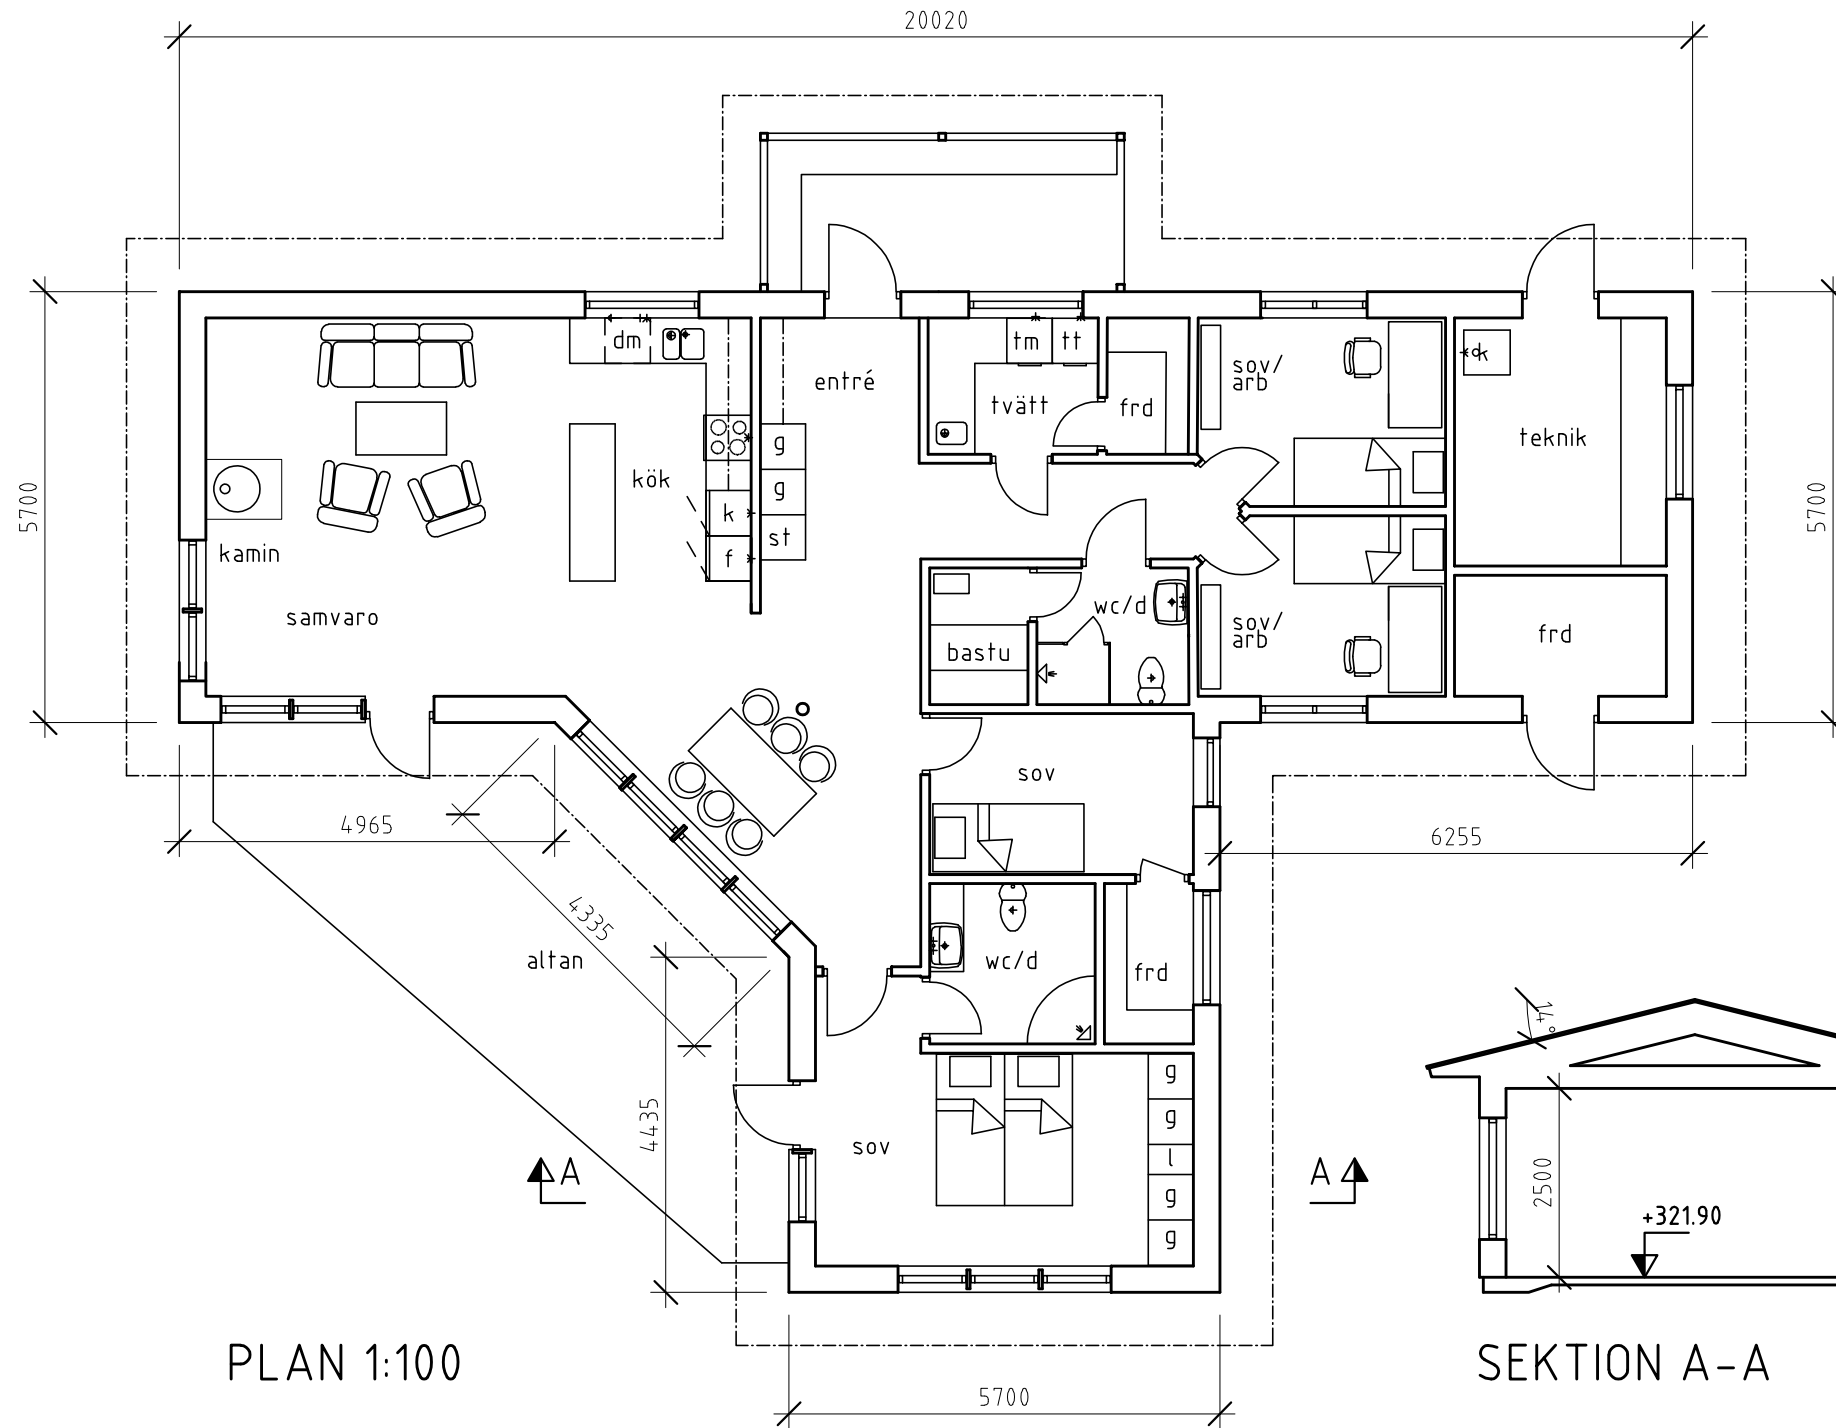 20020
dm
tm
tt
entré
tvätt
frd
sov/
arb
dk
teknik
5700
5700
kök
g
g
st
k
f
kamin
samvaro
wc/d
bastu
sov/
arb
frd
sov
4965
6255
4335
altan
wc/d
frd
14°
4435
sov
g
g
l
g
g
A
A
2500
+321.90
PLAN 1:100
5700
SEKTION A-A